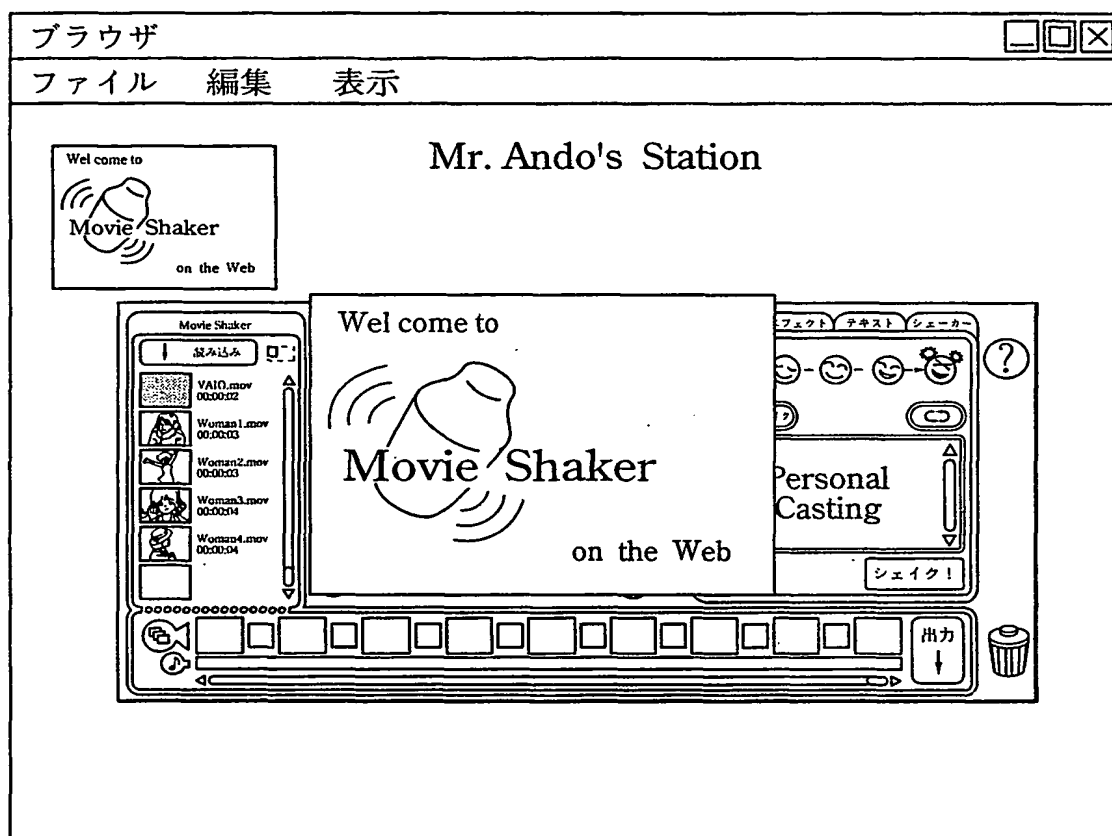 ブラウザ
ファイル 編集 表示
Mr. Ando's Station
Wel come to
Movie Shaker
on the Web
Movie Shaker
読み込み
VAIO.mov
00:00:02
Woman1.mov
00:00:03
Woman2.mov
00:00:03
Woman3.mov
00:00:04
Woman4.mov
00:00:04
Wel come to
Movie Shaker
on the Web
フェクト テキスト シェーカー
?
Personal
Casting
シェイク!
出力